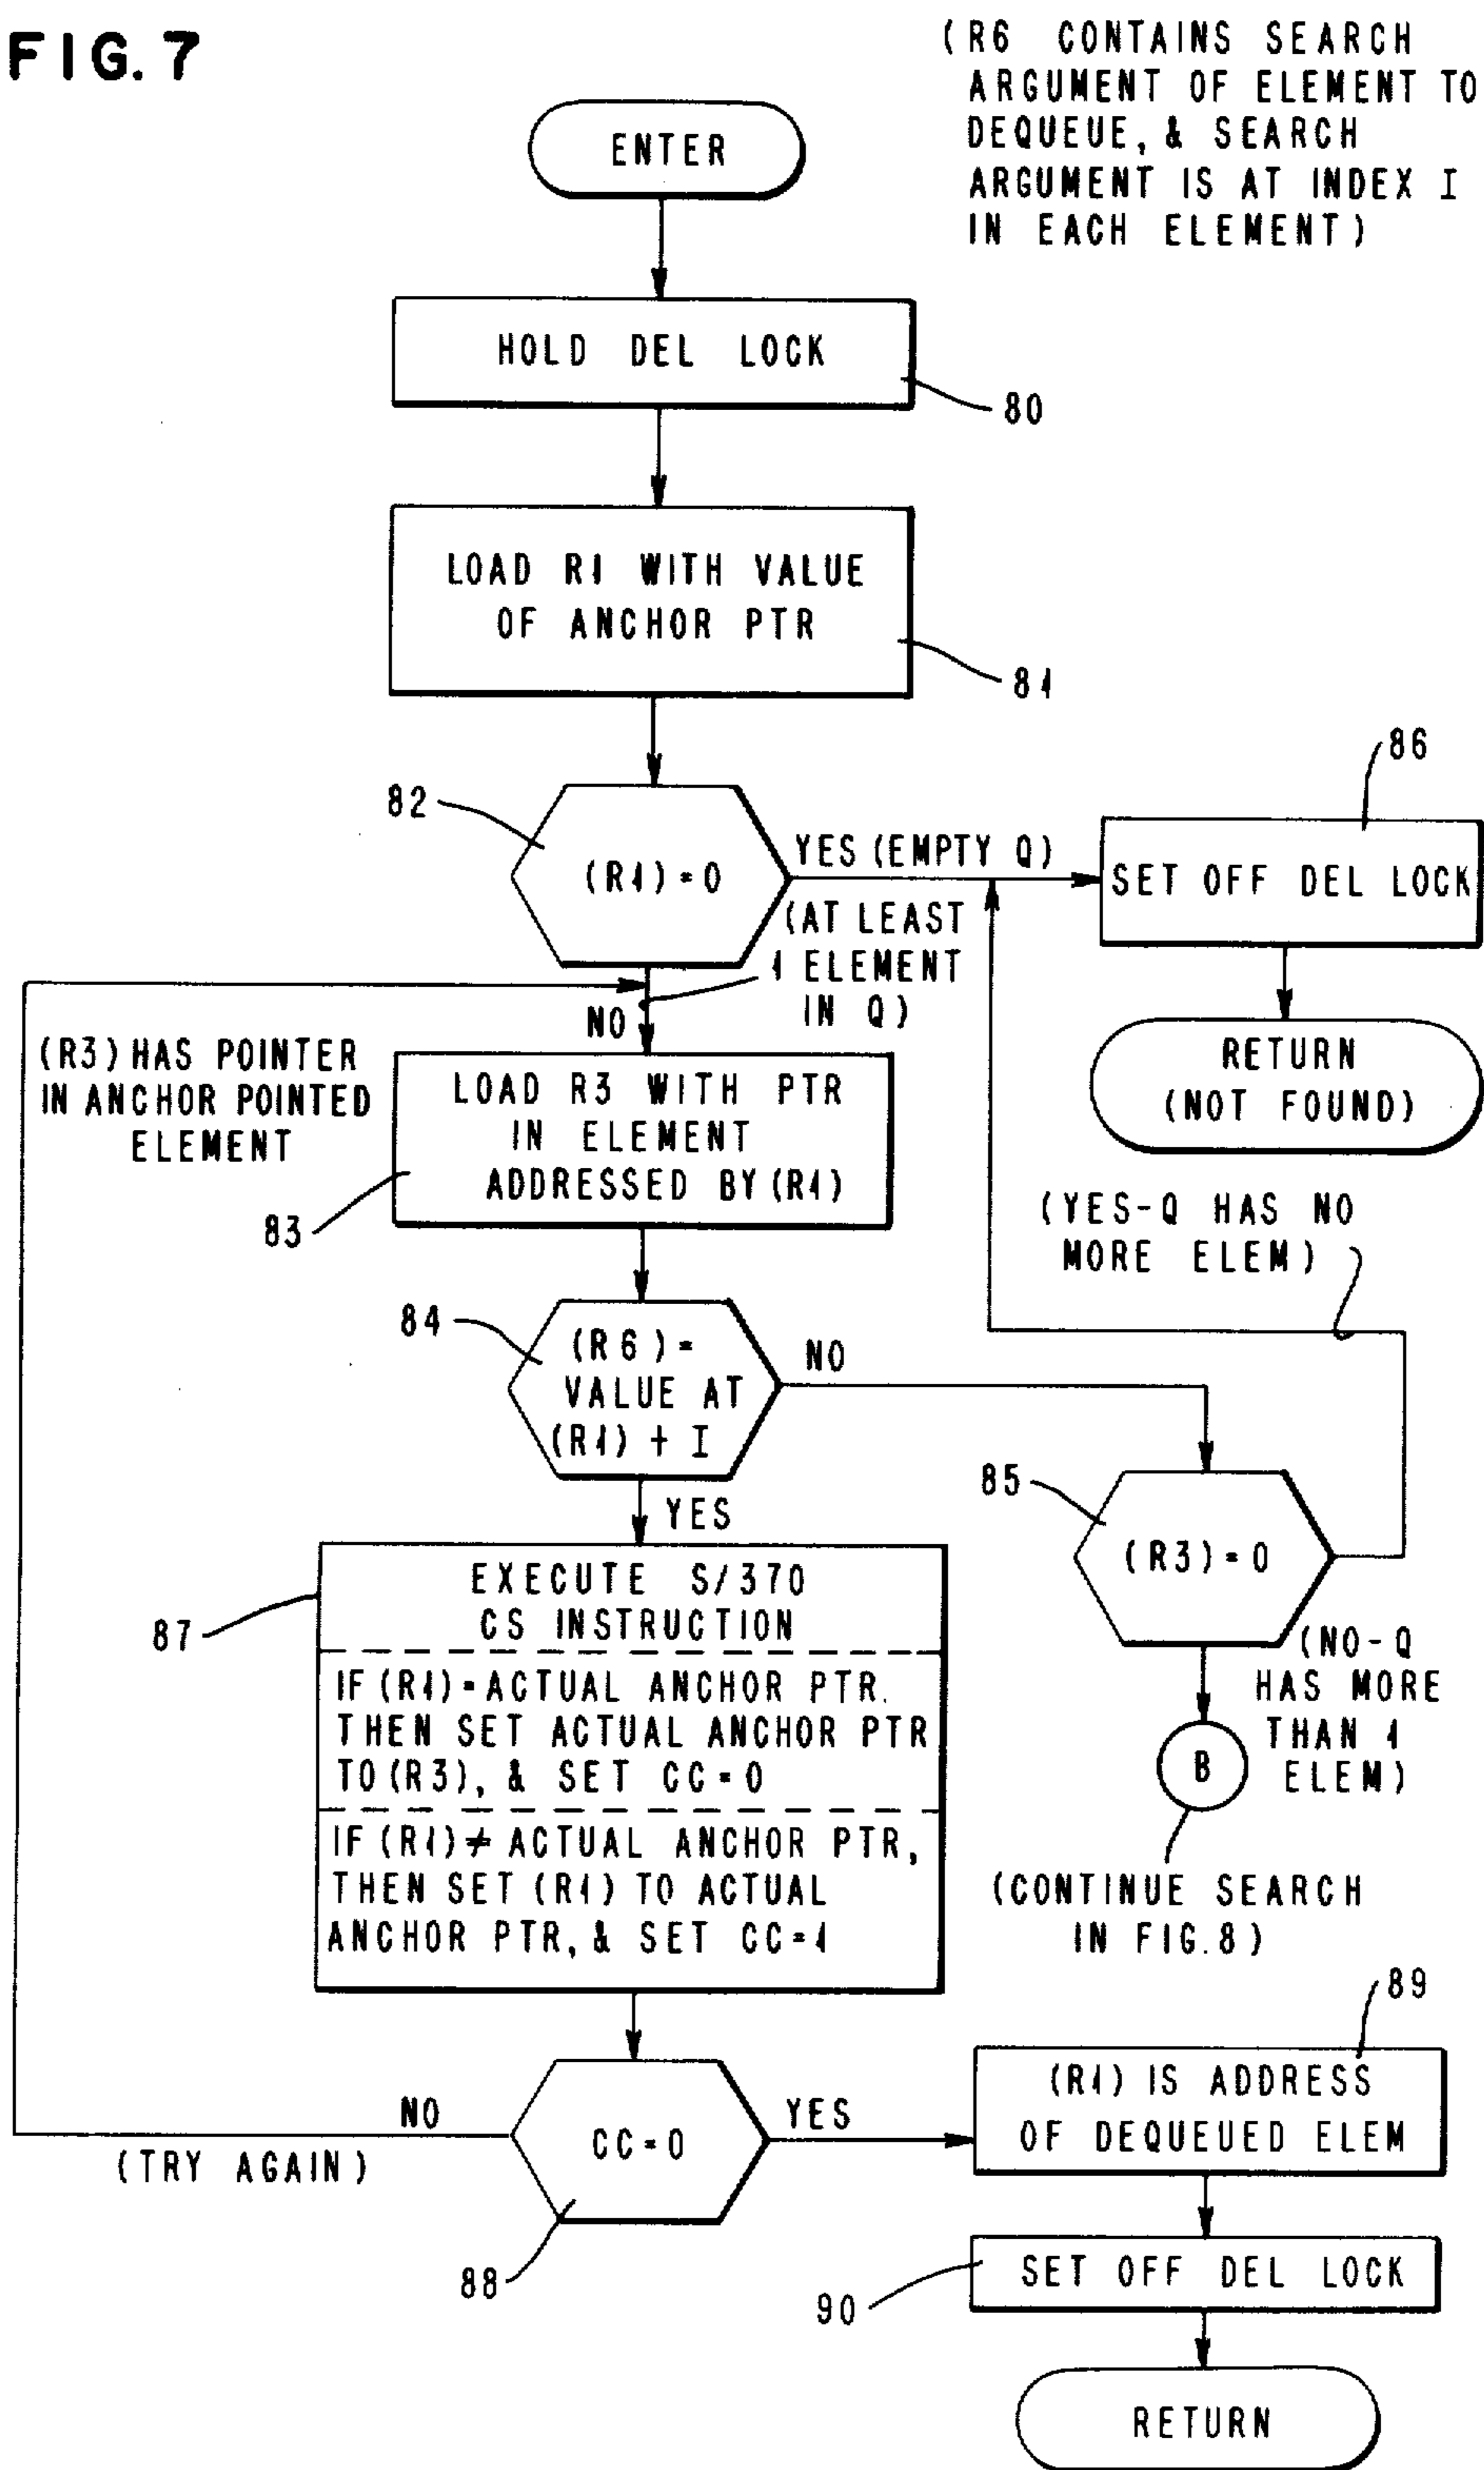 FIG. 7
(R6 CONTAINS SEARCH
ARGUMENT OF ELEMENT TO
DEQUEUE, & SEARCH
ARGUMENT IS AT INDEX I
IN EACH ELEMENT)
ENTER
HOLD DEL LOCK
80
LOAD R1 WITH VALUE
OF ANCHOR PTR
81
82
(R1) = 0
YES (EMPTY Q)
86
SET OFF DEL LOCK
(AT LEAST
1 ELEMENT
IN Q)
NO
RETURN
(NOT FOUND)
(R3) HAS POINTER
IN ANCHOR POINTED
ELEMENT
LOAD R3 WITH PTR
IN ELEMENT
ADDRESSED BY (R1)
83
(YES-Q HAS NO
MORE ELEM)
84
(R6) =
VALUE AT
(R1) + I
NO
YES
85
(R3) = 0
(NO-Q
HAS MORE
THAN 1
ELEM)
B
(CONTINUE SEARCH
IN FIG. 8)
87
EXECUTE S/370
CS INSTRUCTION
IF (R1) = ACTUAL ANCHOR PTR.
THEN SET ACTUAL ANCHOR PTR
TO (R3), & SET CC = 0
IF (R1) ≠ ACTUAL ANCHOR PTR,
THEN SET (R1) TO ACTUAL
ANCHOR PTR, & SET CC = 1
NO
(TRY AGAIN)
CC = 0
88
YES
89
(R1) IS ADDRESS
OF DEQUEUED ELEM
90
SET OFF DEL LOCK
RETURN